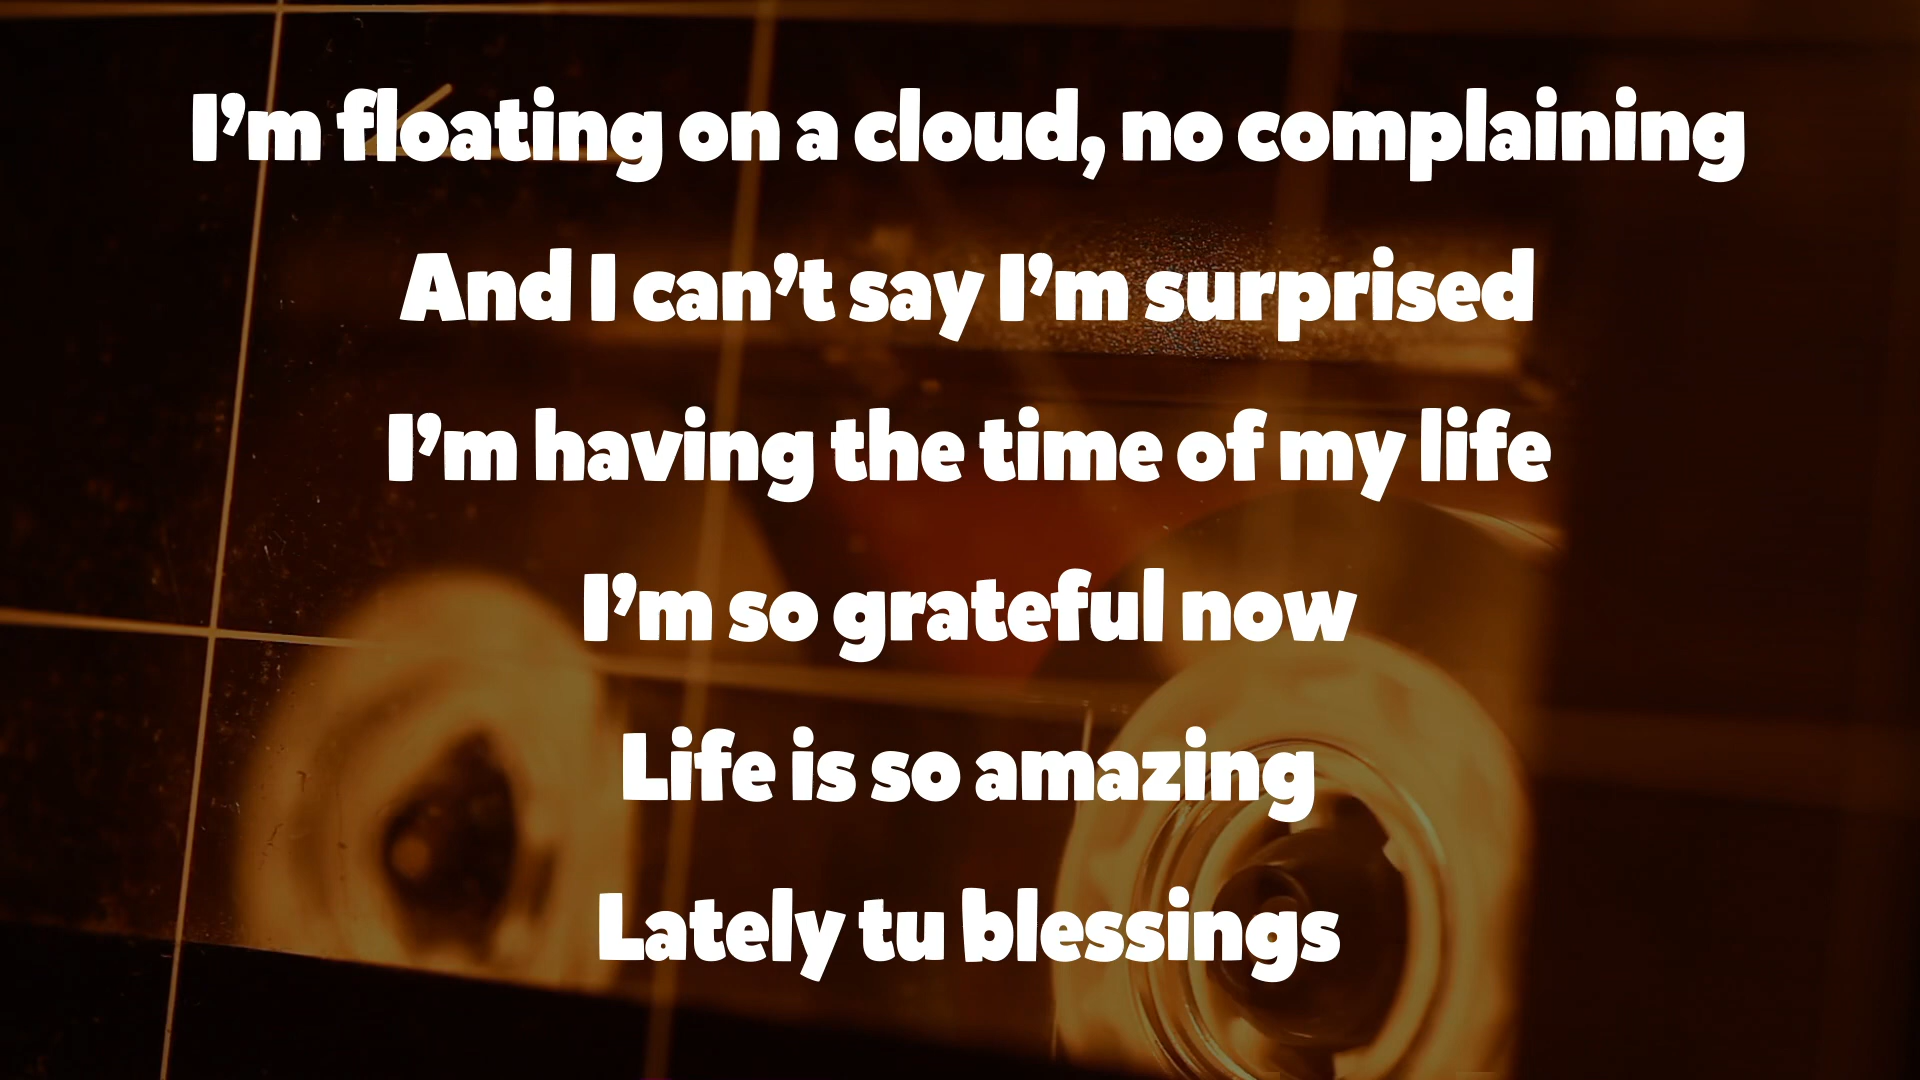 I'm floating on a cloud, no complaining
And I can't say I'm surprised
I'm having the time of my life
I'm so grateful now
Life is so amazing
Lately tu blessings